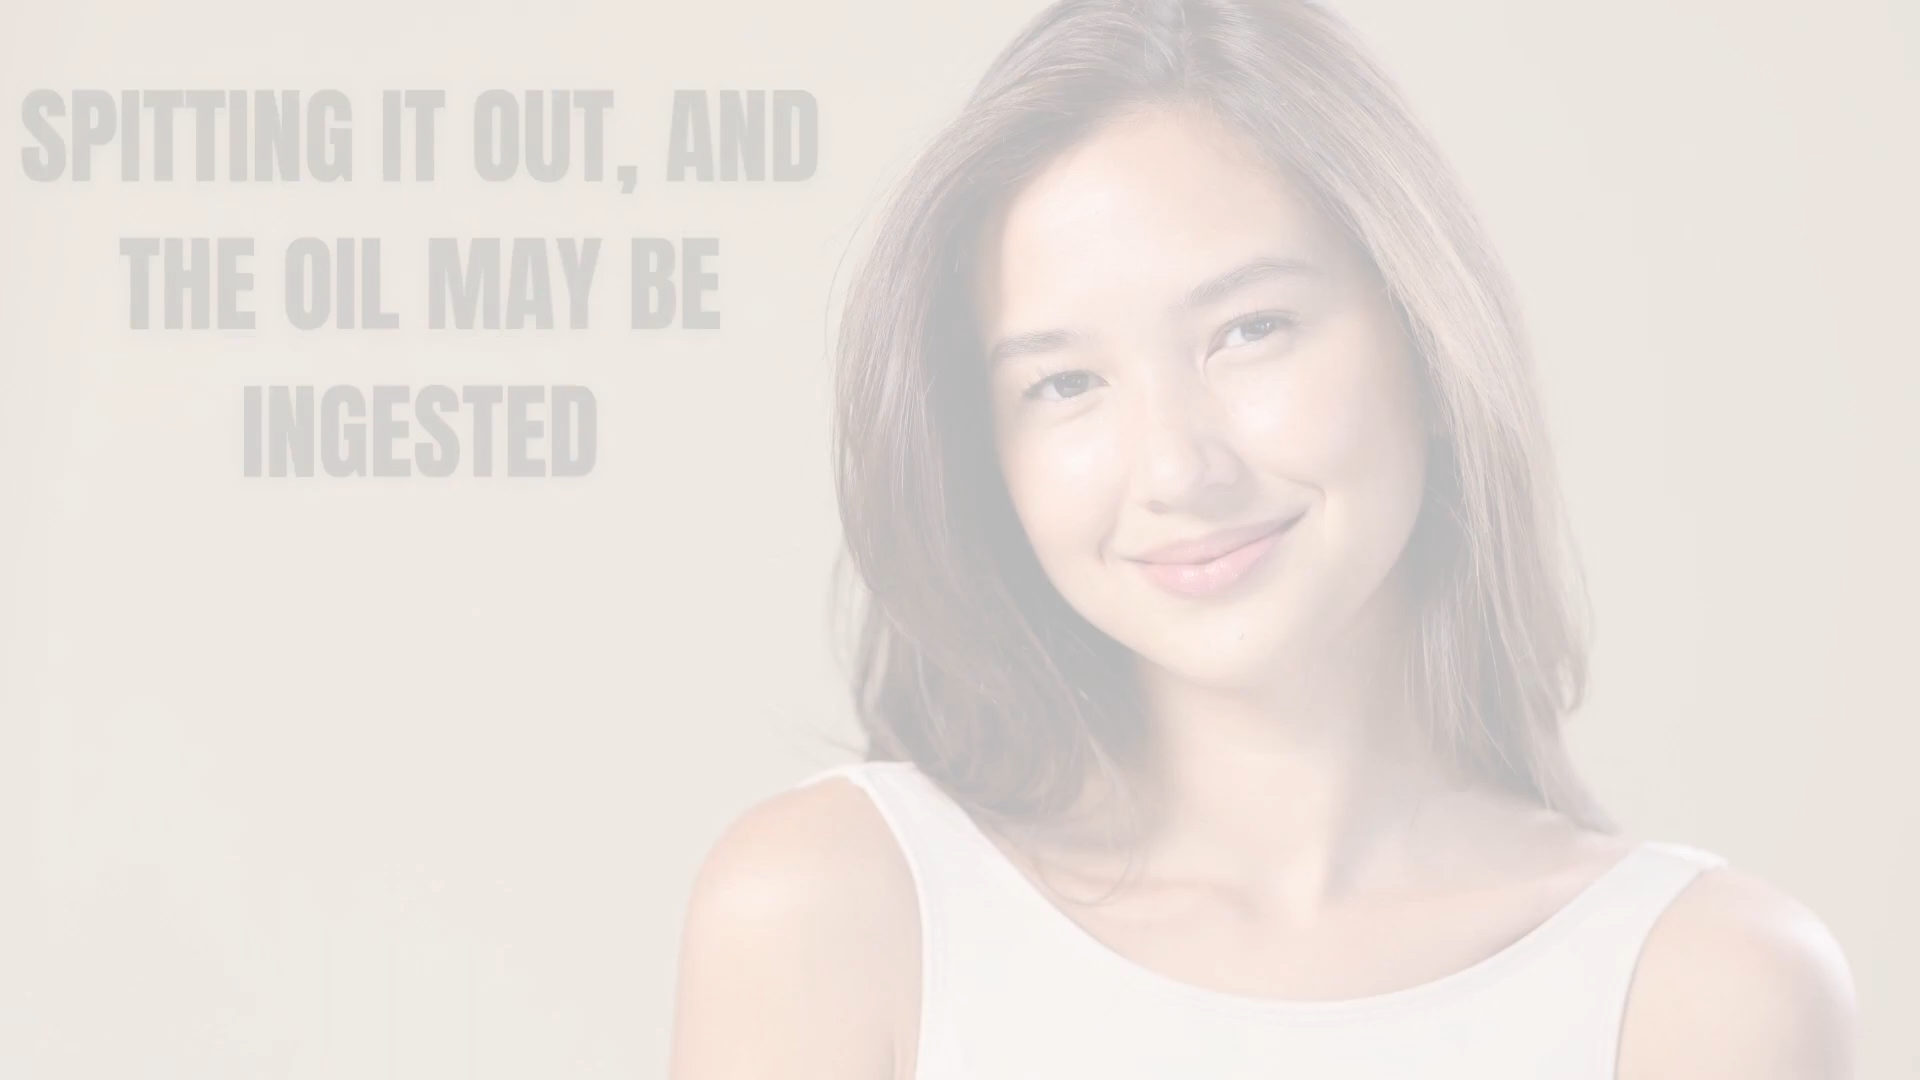 SPITTING IT OUT, AND
THE OIL MAY BE
INGESTED